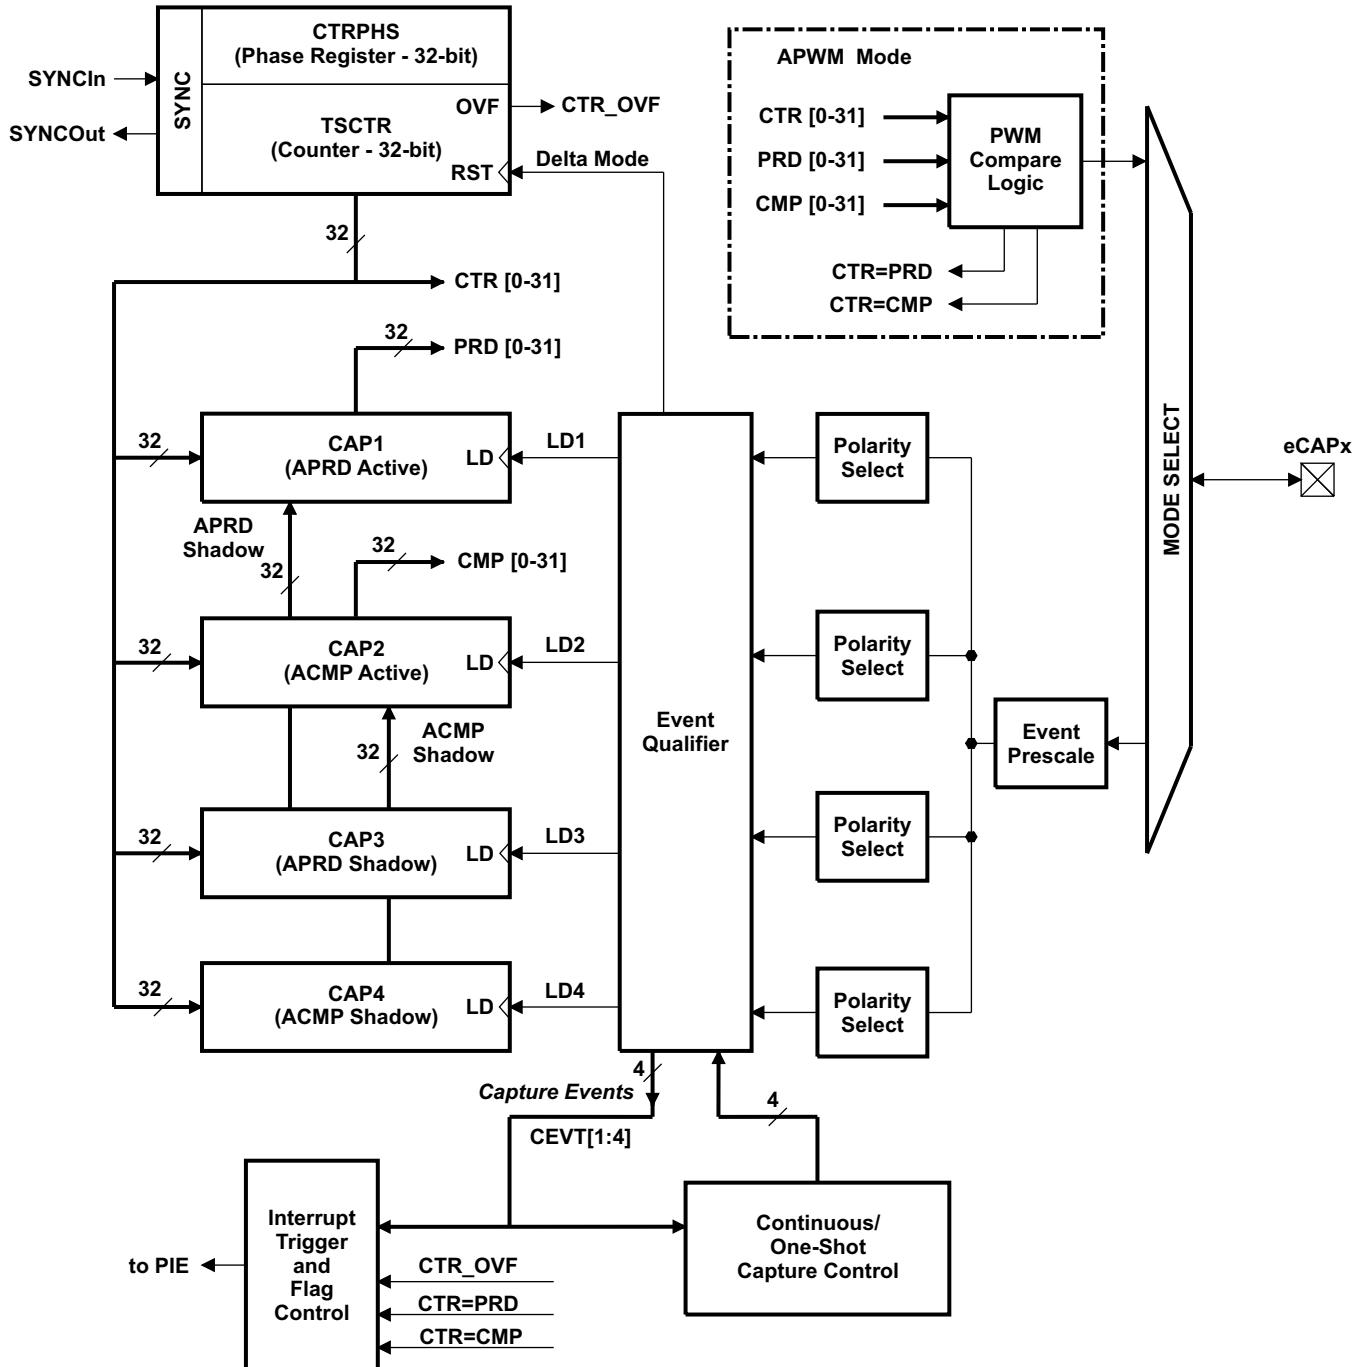 CTRPHS
(Phase Register - 32-bit)
SYNC
SYNCIn
SYNCOut
OVF
CTR_OVF
TSCTR
(Counter - 32-bit)
RST
Delta Mode
32
CTR [0-31]
32
PRD [0-31]
APWM Mode
CTR [0-31]
PRD [0-31]
CMP [0-31]
PWM
Compare
Logic
CTR=PRD
CTR=CMP
MODE SELECT
eCAPx
32
CAP1
(APRD Active)
LD
LD1
Polarity
Select
APRD
Shadow
32
32
CMP [0-31]
32
CAP2
(ACMP Active)
LD
LD2
Event
Qualifier
Polarity
Select
Event
Prescale
ACMP
Shadow
32
32
CAP3
(APRD Shadow)
LD
LD3
Polarity
Select
32
CAP4
(ACMP Shadow)
LD
LD4
Polarity
Select
4
Capture Events
CEVT[1:4]
4
Interrupt
Trigger
and
Flag
Control
to PIE
CTR_OVF
CTR=PRD
CTR=CMP
Continuous/
One-Shot
Capture Control